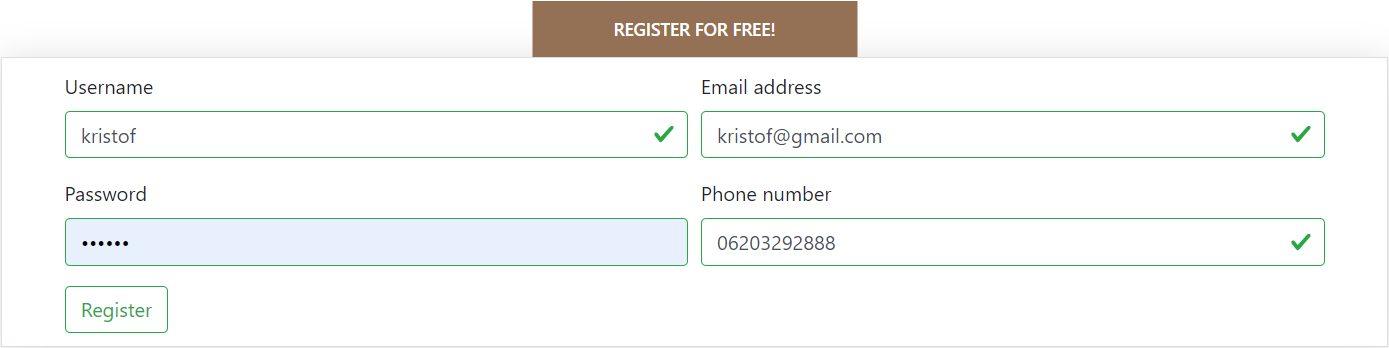 REGISTER FOR FREE!
Username
Email address
kristof
kristof@gmail.com
Password
Phone number
••••••
06203292888
Register